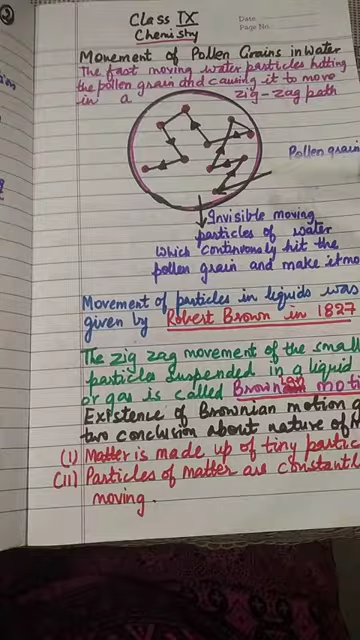 Class IX
Date
Page No.
Chemistry
Movement of Pollen Grains in Water
The fast moving water particles hitting
the pollen grain and causing it to move
in a zig-zag path
Pollen grain
Invisible moving
particles of water
which continuously hit the
pollen grain and make it mo
Movement of particles in liquids was
given by Robert Brown in 1827
The zig zag movement of the small
particle suspended in a liquid
or gas is called Brownian moti
Existence of Brownian motion g
two conclusion about nature of M
(i) Matter is made up of tiny partic
(ii) Particles of matter are constantl
moving.